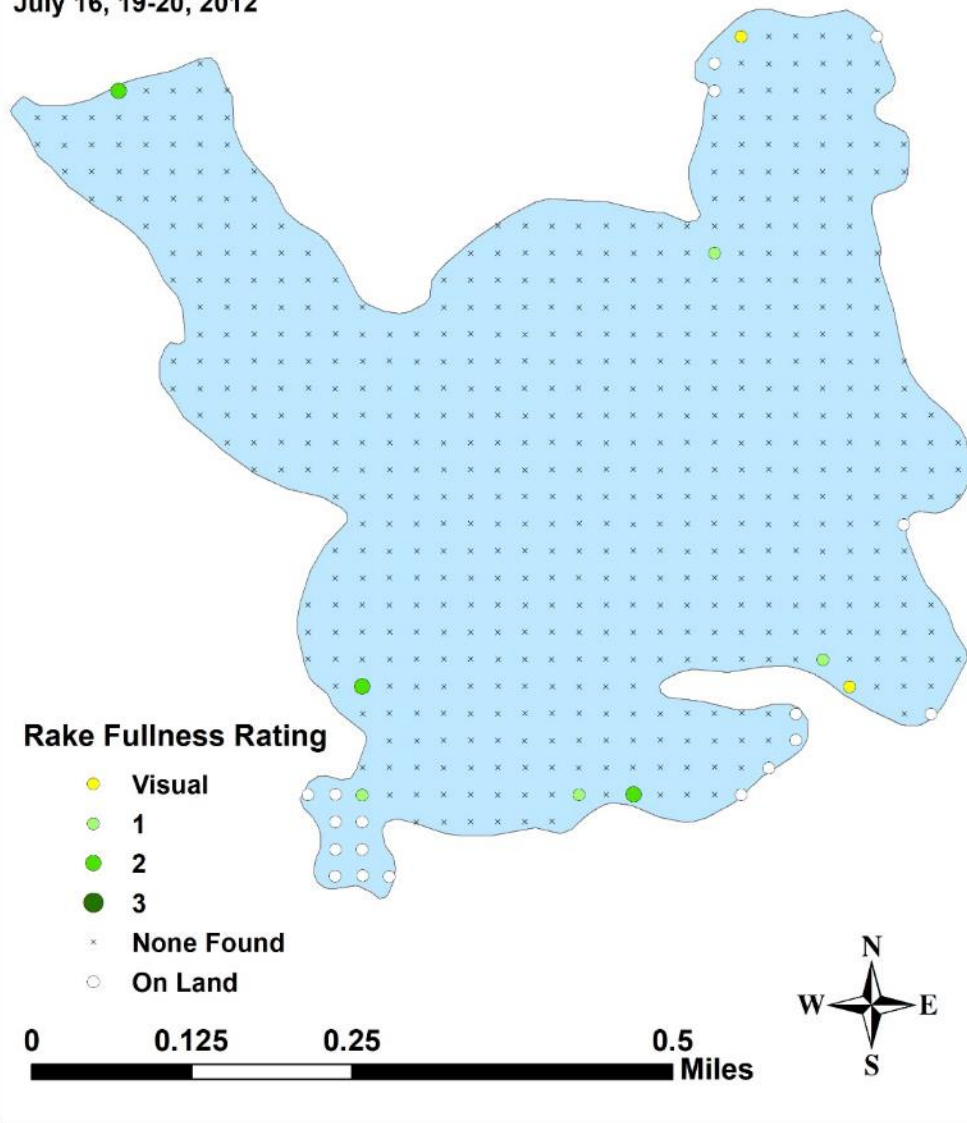 July 16, 19-20, 2012
Rake Fullness Rating
Visual
1
2
3
None Found
On Land
N
W E
S
0 0.125 0.25 0.5
Miles